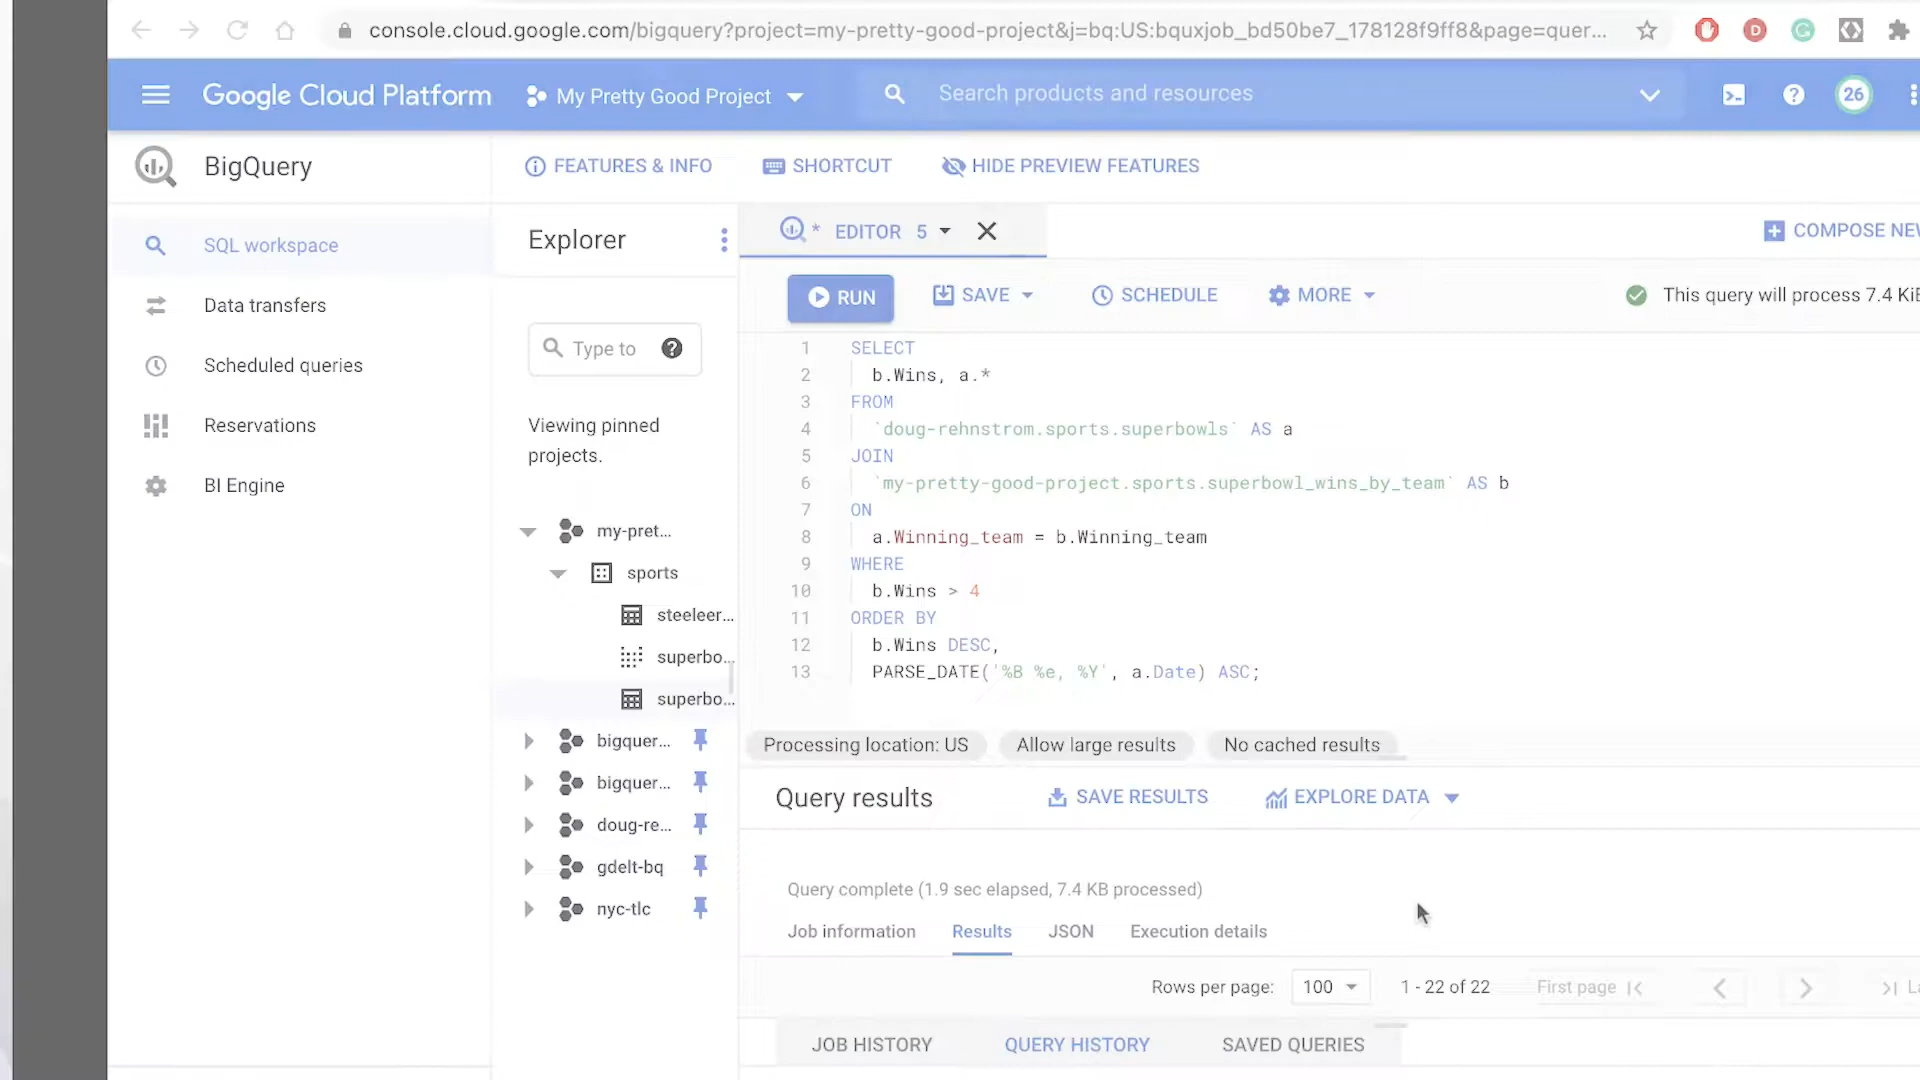 console.cloud.google.com/bigquery?project=my-pretty-good-project&j=bq:US:bquxjob_bd50be7_178128f9ff8&page=quer...
D
Google Cloud Platform
My Pretty Good Project
Search products and resources
26
BigQuery
FEATURES & INFO
SHORTCUT
HIDE PREVIEW FEATURES
SQL workspace
Data transfers
Scheduled queries
Reservations
BI Engine
Explorer
Type to
Viewing pinned
projects.
my-pret...
sports
steeleer...
superbo...
superbo...
bigquer...
bigquer...
doug-re...
gdelt-bq
nyc-tlc
* EDITOR 5
COMPOSE NEW
RUN
SAVE
SCHEDULE
MORE
This query will process 7.4 KiB
1 SELECT
2 b.Wins, a.*
3 FROM
4 `doug-rehnstrom.sports.superbowls` AS a
5 JOIN
6 `my-pretty-good-project.sports.superbowl_wins_by_team` AS b
7 ON
8 a.Winning_team = b.Winning_team
9 WHERE
10 b.Wins > 4
11 ORDER BY
12 b.Wins DESC,
13 PARSE_DATE('%B %e, %Y', a.Date) ASC;
Processing location: US
Allow large results
No cached results
Query results
SAVE RESULTS
EXPLORE DATA
Query complete (1.9 sec elapsed, 7.4 KB processed)
Job information
Results
JSON
Execution details
Rows per page: 100 1 - 22 of 22 First page
JOB HISTORY
QUERY HISTORY
SAVED QUERIES